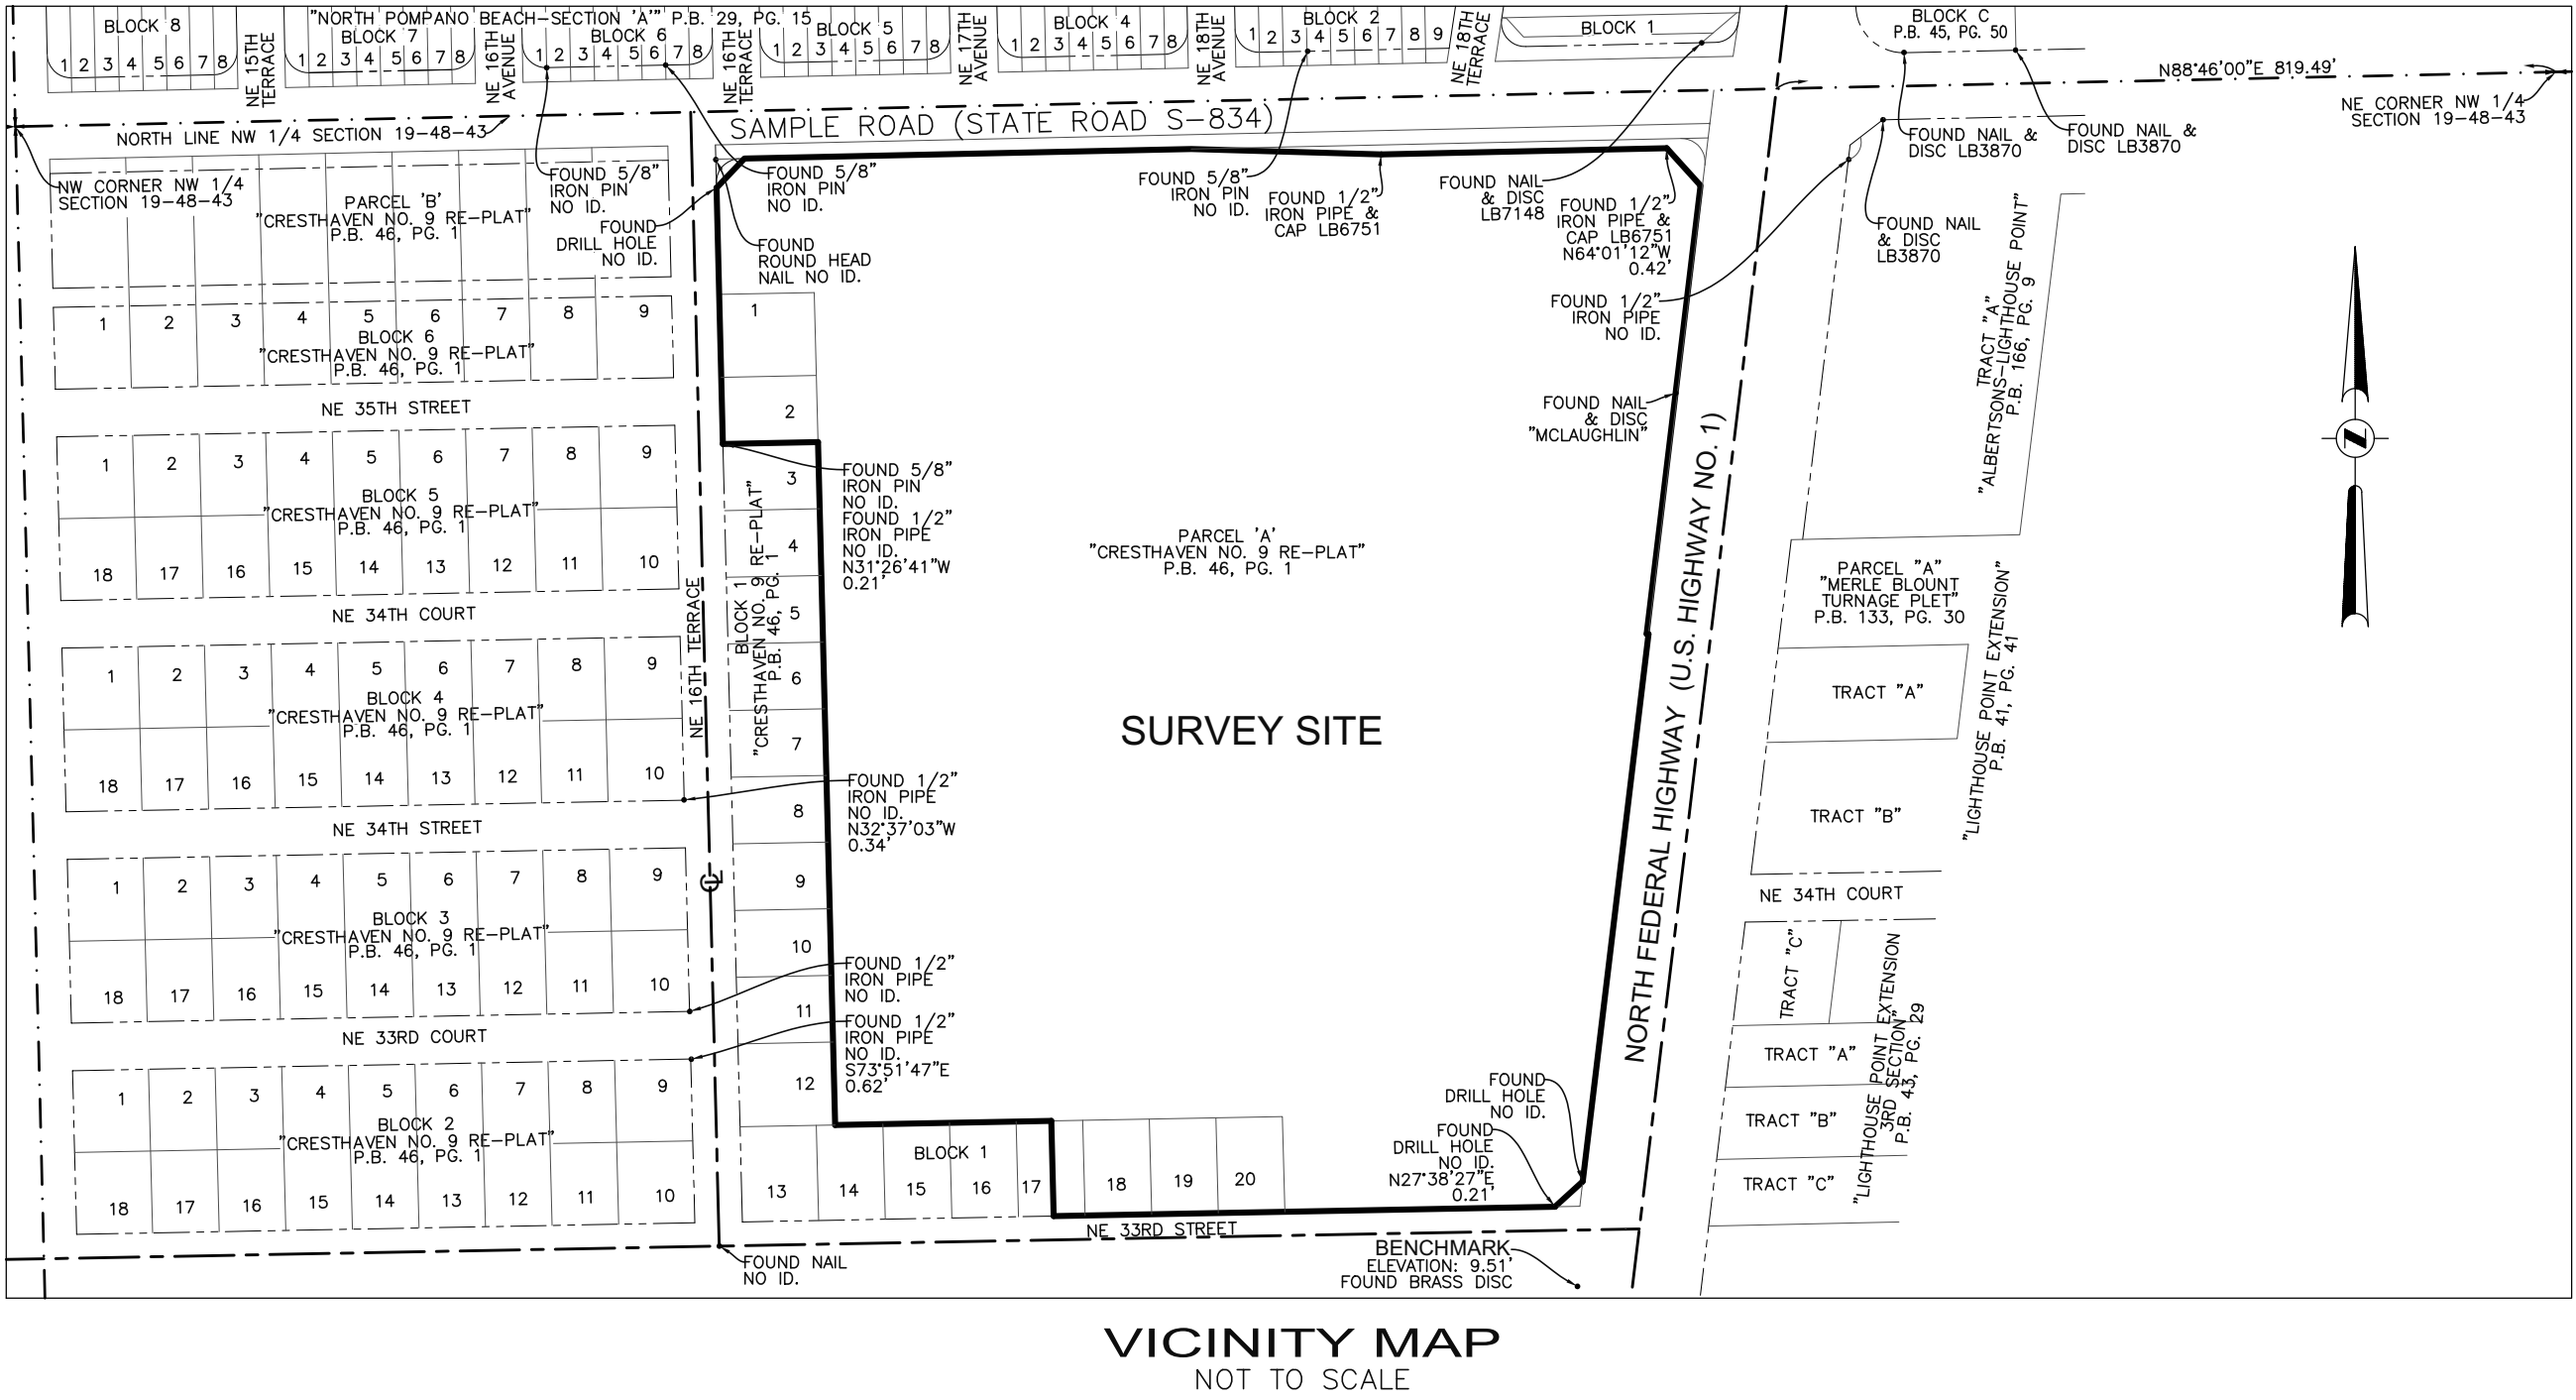 "NORTH POMPANO BEACH-SECTION 'A'" P.B. 29, PG. 15
BLOCK 8
1 2 3 4 5 6 7 8
NE 15TH
TERRACE
BLOCK 7
1 2 3 4 5 6 7 8
NE 16TH
AVENUE
BLOCK 6
1 2 3 4 5 6 7 8
NE 16TH
TERRACE
BLOCK 5
1 2 3 4 5 6 7 8
NE 17TH
AVENUE
BLOCK 4
1 2 3 4 5 6 7 8
NE 18TH
AVENUE
BLOCK 2
1 2 3 4 5 6 7 8 9
NE 18TH
TERRACE
BLOCK 1
BLOCK C
P.B. 45, PG. 50
N88°46'00"E 819.49'
NE CORNER NW 1/4
SECTION 19-48-43
NORTH LINE NW 1/4 SECTION 19-48-43
SAMPLE ROAD (STATE ROAD S-834)
FOUND NAIL &
DISC LB3870
FOUND NAIL &
DISC LB3870
NW CORNER NW 1/4
SECTION 19-48-43
PARCEL 'B'
"CRESTHAVEN NO. 9 RE-PLAT"
P.B. 46, PG. 1
FOUND 5/8"
IRON PIN
NO ID.
FOUND
DRILL HOLE
NO ID.
FOUND 5/8"
IRON PIN
NO ID.
FOUND
ROUND HEAD
NAIL NO ID.
FOUND 5/8"
IRON PIN
NO ID.
FOUND 1/2"
IRON PIPE &
CAP LB6751
FOUND NAIL
& DISC
LB7148
FOUND 1/2"
IRON PIPE &
CAP LB6751
N64°01'12"W
0.42'
FOUND NAIL
& DISC
LB3870
FOUND 1/2"
IRON PIPE
NO ID.
FOUND NAIL
& DISC
"MCLAUGHLIN"
TRACT "A"
"ALBERTSONS-LIGHTHOUSE POINT"
P.B. 166, PG. 9
N
1 2 3 4 5 6 7 8 9
BLOCK 6
"CRESTHAVEN NO. 9 RE-PLAT"
P.B. 46, PG. 1
NE 35TH STREET
1 2 3 4 5 6 7 8 9
BLOCK 5
"CRESTHAVEN NO. 9 RE-PLAT"
P.B. 46, PG. 1
18 17 16 15 14 13 12 11 10
NE 34TH COURT
1 2 3 4 5 6 7 8 9
BLOCK 4
"CRESTHAVEN NO. 9 RE-PLAT"
P.B. 46, PG. 1
18 17 16 15 14 13 12 11 10
NE 34TH STREET
1 2 3 4 5 6 7 8 9
BLOCK 3
"CRESTHAVEN NO. 9 RE-PLAT"
P.B. 46, PG. 1
18 17 16 15 14 13 12 11 10
NE 33RD COURT
1 2 3 4 5 6 7 8 9
BLOCK 2
"CRESTHAVEN NO. 9 RE-PLAT"
P.B. 46, PG. 1
18 17 16 15 14 13 12 11 10
NE 16TH TERRACE
1
2
3
4
5
6
7
8
9
10
11
12
BLOCK 1
"CRESTHAVEN NO. 9 RE-PLAT"
P.B. 46, PG. 1
FOUND 5/8"
IRON PIN
NO ID.
FOUND 1/2"
IRON PIPE
NO ID.
N31°26'41"W
0.21'
FOUND 1/2"
IRON PIPE
NO ID.
N32°37'03"W
0.34'
FOUND 1/2"
IRON PIPE
NO ID.
FOUND 1/2"
IRON PIPE
NO ID.
S73°51'47"E
0.62'
PARCEL 'A'
"CRESTHAVEN NO. 9 RE-PLAT"
P.B. 46, PG. 1
SURVEY SITE
NORTH FEDERAL HIGHWAY (U.S. HIGHWAY NO. 1)
PARCEL "A"
"MERLE BLOUNT
TURNAGE PLET"
P.B. 133, PG. 30
TRACT "A"
TRACT "B"
"LIGHTHOUSE POINT EXTENSION"
P.B. 41, PG. 41
NE 34TH COURT
TRACT "C"
TRACT "A"
TRACT "B"
TRACT "C"
"LIGHTHOUSE POINT EXTENSION
3RD SECTION"
P.B. 43, PG. 29
BLOCK 1
13 14 15 16 17 18 19 20
FOUND
DRILL HOLE
NO ID.
FOUND
DRILL HOLE
NO ID.
N27°38'27"E
0.21'
NE 33RD STREET
FOUND NAIL
NO ID.
BENCHMARK
ELEVATION: 9.51'
FOUND BRASS DISC
VICINITY MAP
NOT TO SCALE